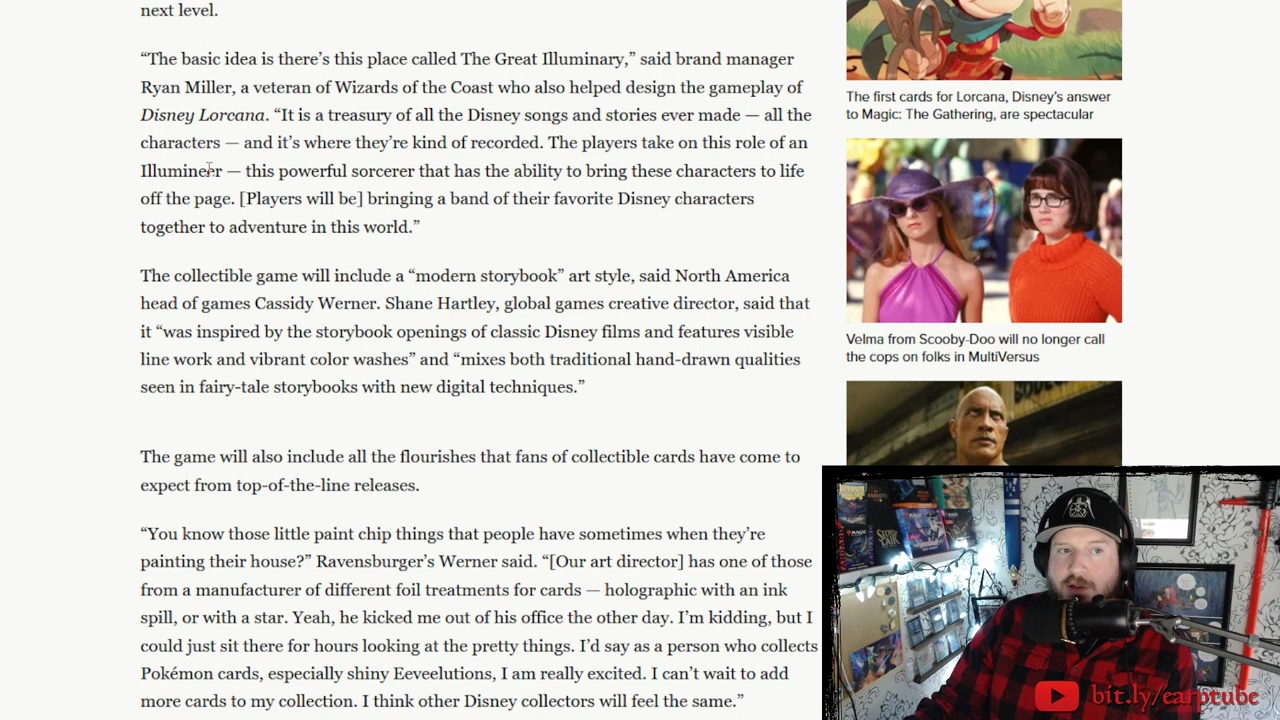 next level.
“The basic idea is there’s this place called The Great Illuminary,” said brand manager
Ryan Miller, a veteran of Wizards of the Coast who also helped design the gameplay of
Disney Lorcana. “It is a treasury of all the Disney songs and stories ever made — all the
characters — and it’s where they’re kind of recorded. The players take on this role of an
Illumineer — this powerful sorcerer that has the ability to bring these characters to life
off the page. [Players will be] bringing a band of their favorite Disney characters
together to adventure in this world.”
The collectible game will include a “modern storybook” art style, said North America
head of games Cassidy Werner. Shane Hartley, global games creative director, said that
it “was inspired by the storybook openings of classic Disney films and features visible
line work and vibrant color washes” and “mixes both traditional hand-drawn qualities
seen in fairy-tale storybooks with new digital techniques.”
The game will also include all the flourishes that fans of collectible cards have come to
expect from top-of-the-line releases.
“You know those little paint chip things that people have sometimes when they’re
painting their house?” Ravensburger’s Werner said. “[Our art director] has one of those
from a manufacturer of different foil treatments for cards — holographic with an ink
spill, or with a star. Yeah, he kicked me out of his office the other day. I’m kidding, but I
could just sit there for hours looking at the pretty things. I’d say as a person who collects
Pokémon cards, especially shiny Eeveelutions, I am really excited. I can’t wait to add
more cards to my collection. I think other Disney collectors will feel the same.”
The first cards for Lorcana, Disney’s answer
to Magic: The Gathering, are spectacular
Velma from Scooby-Doo will no longer call
the cops on folks in MultiVersus
bit.ly/earptube